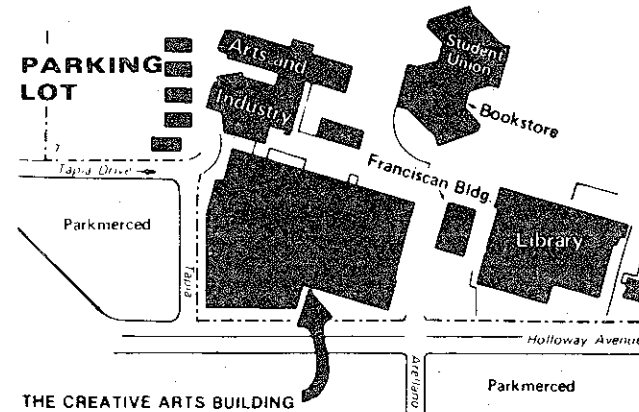 PARKING
LOT
Arts and
Industry
Student
Union
Bookstore
Franciscan Bldg.
Tapia Drive
Parkmerced
Tapia
Library
Holloway Avenue
Arellano
Parkmerced
THE CREATIVE ARTS BUILDING